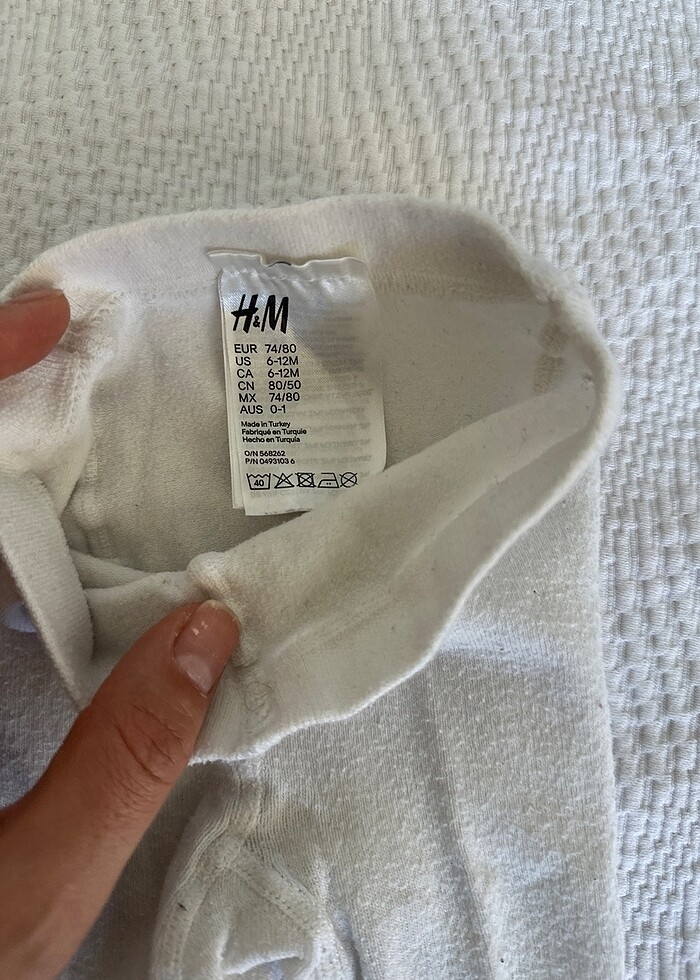 H&M
EUR 74/80
US 6-12M
CA 6-12M
CN 80/50
MX 74/80
AUS 0-1
Made in Turkey
Fabriqué en Turquie
Hecho en Turquía
O/N 568262
P/N 0493103 6
40